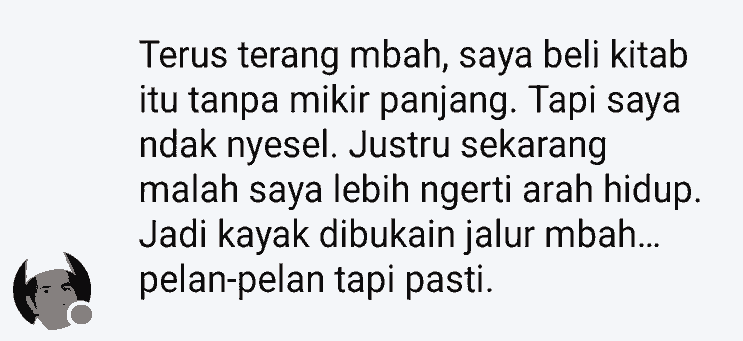 Terus terang mbah, saya beli kitab
itu tanpa mikir panjang. Tapi saya
ndak nyesel. Justru sekarang
malah saya lebih ngerti arah hidup.
Jadi kayak dibukain jalur mbah...
pelan-pelan tapi pasti.